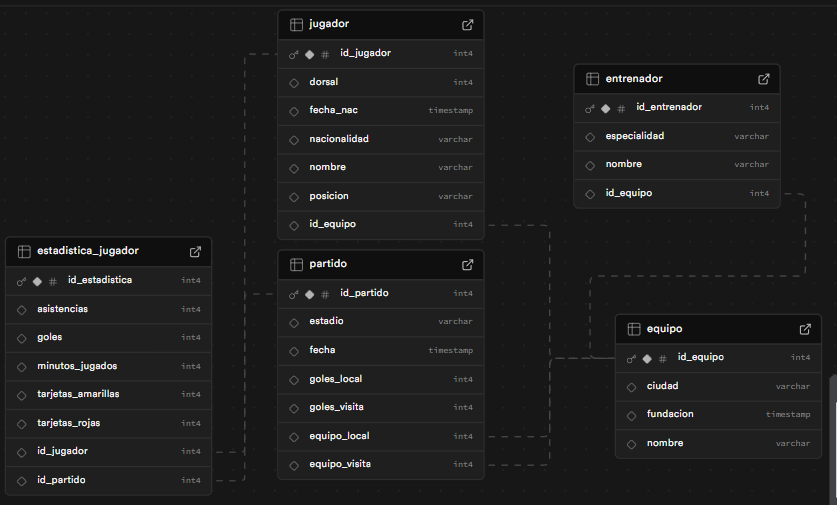 jugador
# id_jugador int4
dorsal int4
fecha_nac timestamp
nacionalidad varchar
nombre varchar
posicion varchar
id_equipo int4
entrenador
# id_entrenador int4
especialidad varchar
nombre varchar
id_equipo int4
estadistica_jugador
# id_estadistica int4
asistencias int4
goles int4
minutos_jugados int4
tarjetas_amarillas int4
tarjetas_rojas int4
id_jugador int4
id_partido int4
partido
# id_partido int4
estadio varchar
fecha timestamp
goles_local int4
goles_visita int4
equipo_local int4
equipo_visita int4
equipo
# id_equipo int4
ciudad varchar
fundacion timestamp
nombre varchar